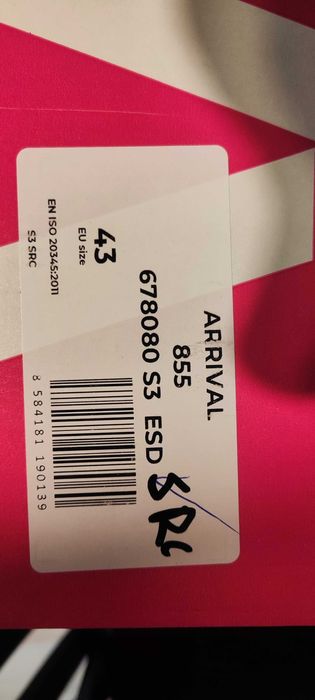 ARRIVAL.
855
678080 S3 ESD SRC
43
EU size
EN ISO 20345:2011
S3 SRC
8 584181 190139